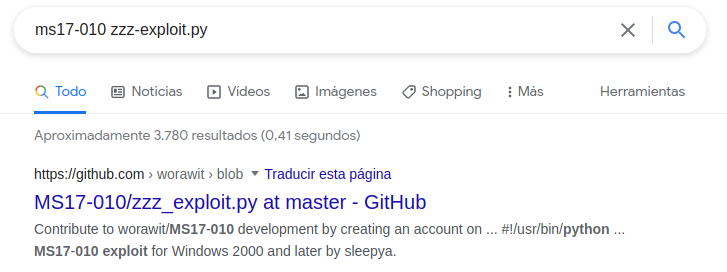 ms17-010 zzz-exploit.py
Todo Noticias Vídeos Imágenes Shopping Más Herramientas
Aproximadamente 3.780 resultados (0,41 segundos)
https://github.com › worawit › blob Traducir esta página
MS17-010/zzz_exploit.py at master - GitHub
Contribute to worawit/MS17-010 development by creating an account on ... #!/usr/bin/python ...
MS17-010 exploit for Windows 2000 and later by sleepya.